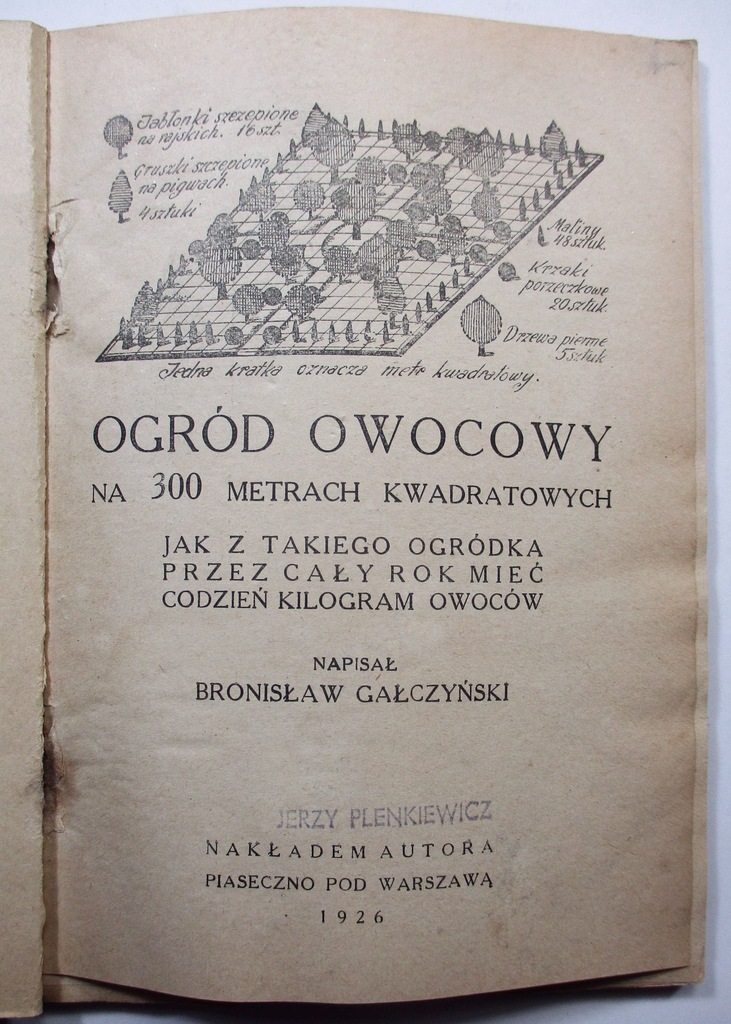 Jabłonki szczepione
na rajskich. 16 szt.
Gruszki szczepione
na pigwach.
4 sztuki
Maliny
48 sztuk.
Krzaki
porzeczkowe
20 sztuk.
Drzewa pienne
5 sztuk
Jedna kratka oznacza metr kwadratowy.
OGRÓD OWOCOWY
NA 300 METRACH KWADRATOWYCH
JAK Z TAKIEGO OGRÓDKA
PRZEZ CAŁY ROK MIEĆ
CODZIEŃ KILOGRAM OWOCÓW
NAPISAŁ
BRONISŁAW GAŁCZYŃSKI
JERZY PLENKIEWICZ
NAKŁADEM AUTORA
PIASECZNO POD WARSZAWĄ
1926